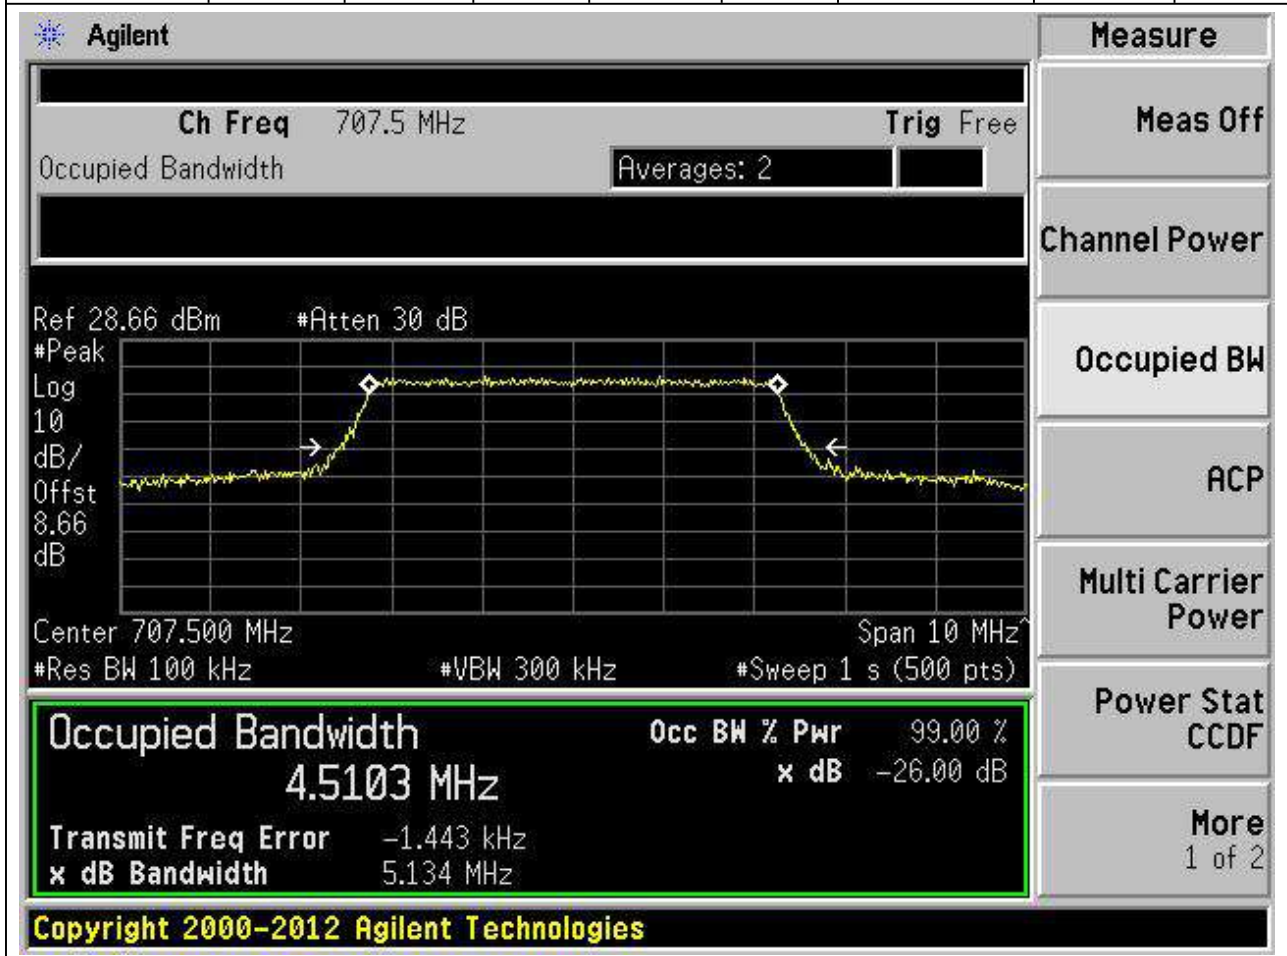 Agilent
Measure
Ch Freq 707.5 MHz Trig Free
Meas Off
Occupied Bandwidth Averages: 2
Channel Power
Ref 28.66 dBm #Atten 30 dB
#Peak
Log
10
dB/
Offst
8.66
dB
Occupied BW
ACP
Center 707.500 MHz Span 10 MHz^
#Res BW 100 kHz #VBW 300 kHz #Sweep 1 s (500 pts)
Multi Carrier
Power
Occupied Bandwidth Occ BW % Pwr 99.00 %
4.5103 MHz x dB -26.00 dB
Transmit Freq Error -1.443 kHz
x dB Bandwidth 5.134 MHz
Power Stat
CCDF
More
1 of 2
Copyright 2000-2012 Agilent Technologies